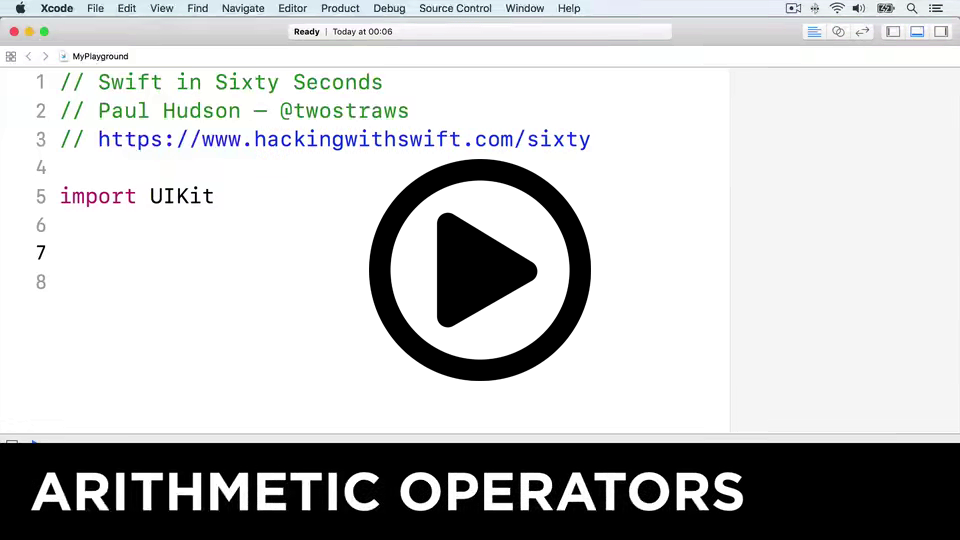 Xcode File Edit View Find Navigate Editor Product Debug Source Control Window Help
Ready | Today at 00:06
MyPlayground
1 // Swift in Sixty Seconds
2 // Paul Hudson — @twostraws
3 // https://www.hackingwithswift.com/sixty
4
5 import UIKit
6
7
8
ARITHMETIC OPERATORS